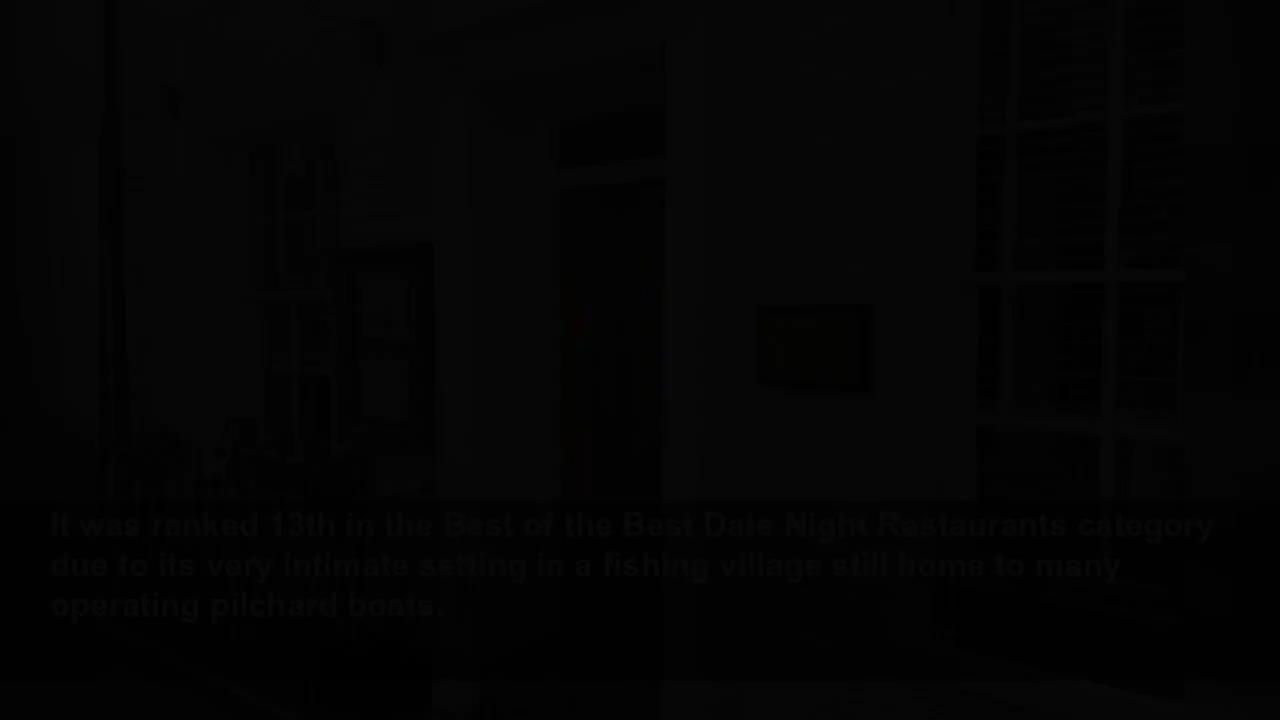 It was ranked 13th in the Best of the Best Date Night Restaurants category
due to its very intimate setting in a fishing village still home to many
operating pilchard boats.